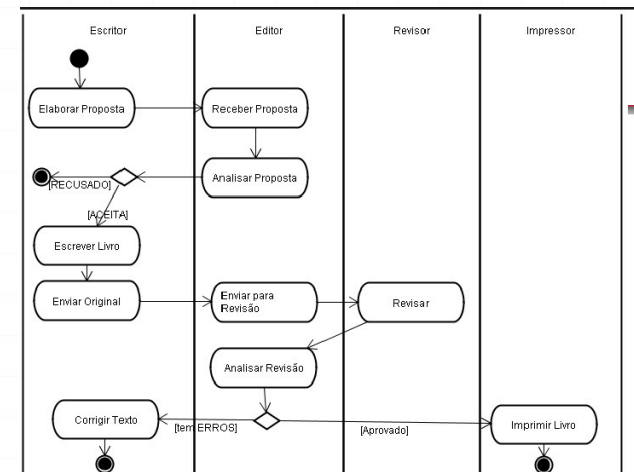 Escritor
Editor
Revisor
Impressor
Elaborar Proposta
Receber Proposta
Analisar Proposta
[RECUSADO]
[ACEITA]
Escrever Livro
Enviar Original
Enviar para
Revisão
Revisar
Analisar Revisão
Corrigir Texto
[tem ERROS]
[Aprovado]
Imprimir Livro